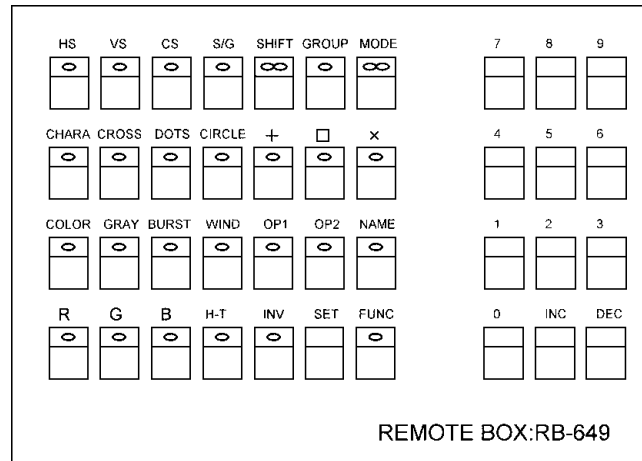 HS VS CS S/G SHIFT GROUP MODE 7 8 9
CHARA CROSS DOTS CIRCLE + □ × 4 5 6
COLOR GRAY BURST WIND OP1 OP2 NAME 1 2 3
R G B H-T INV SET FUNC 0 INC DEC
REMOTE BOX:RB-649